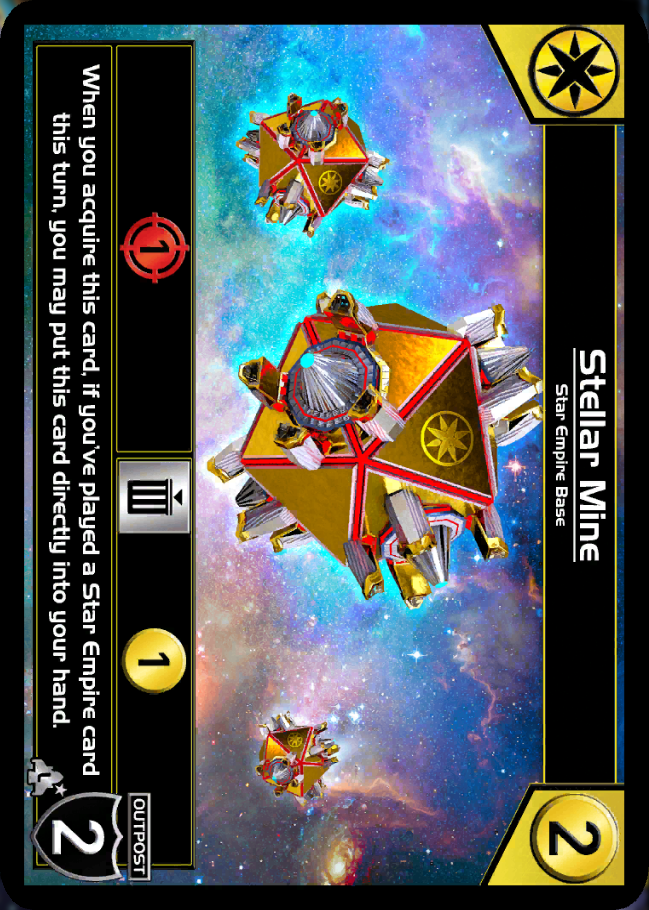 Stellar Mine
Star Empire Base
2
1
1
When you acquire this card, if you've played a Star Empire card
this turn, you may put this card directly into your hand.
OUTPOST
2